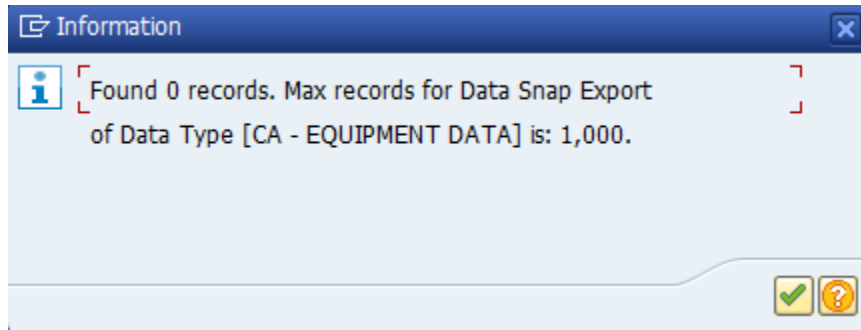 Information
Found 0 records. Max records for Data Snap Export
of Data Type [CA - EQUIPMENT DATA] is: 1,000.